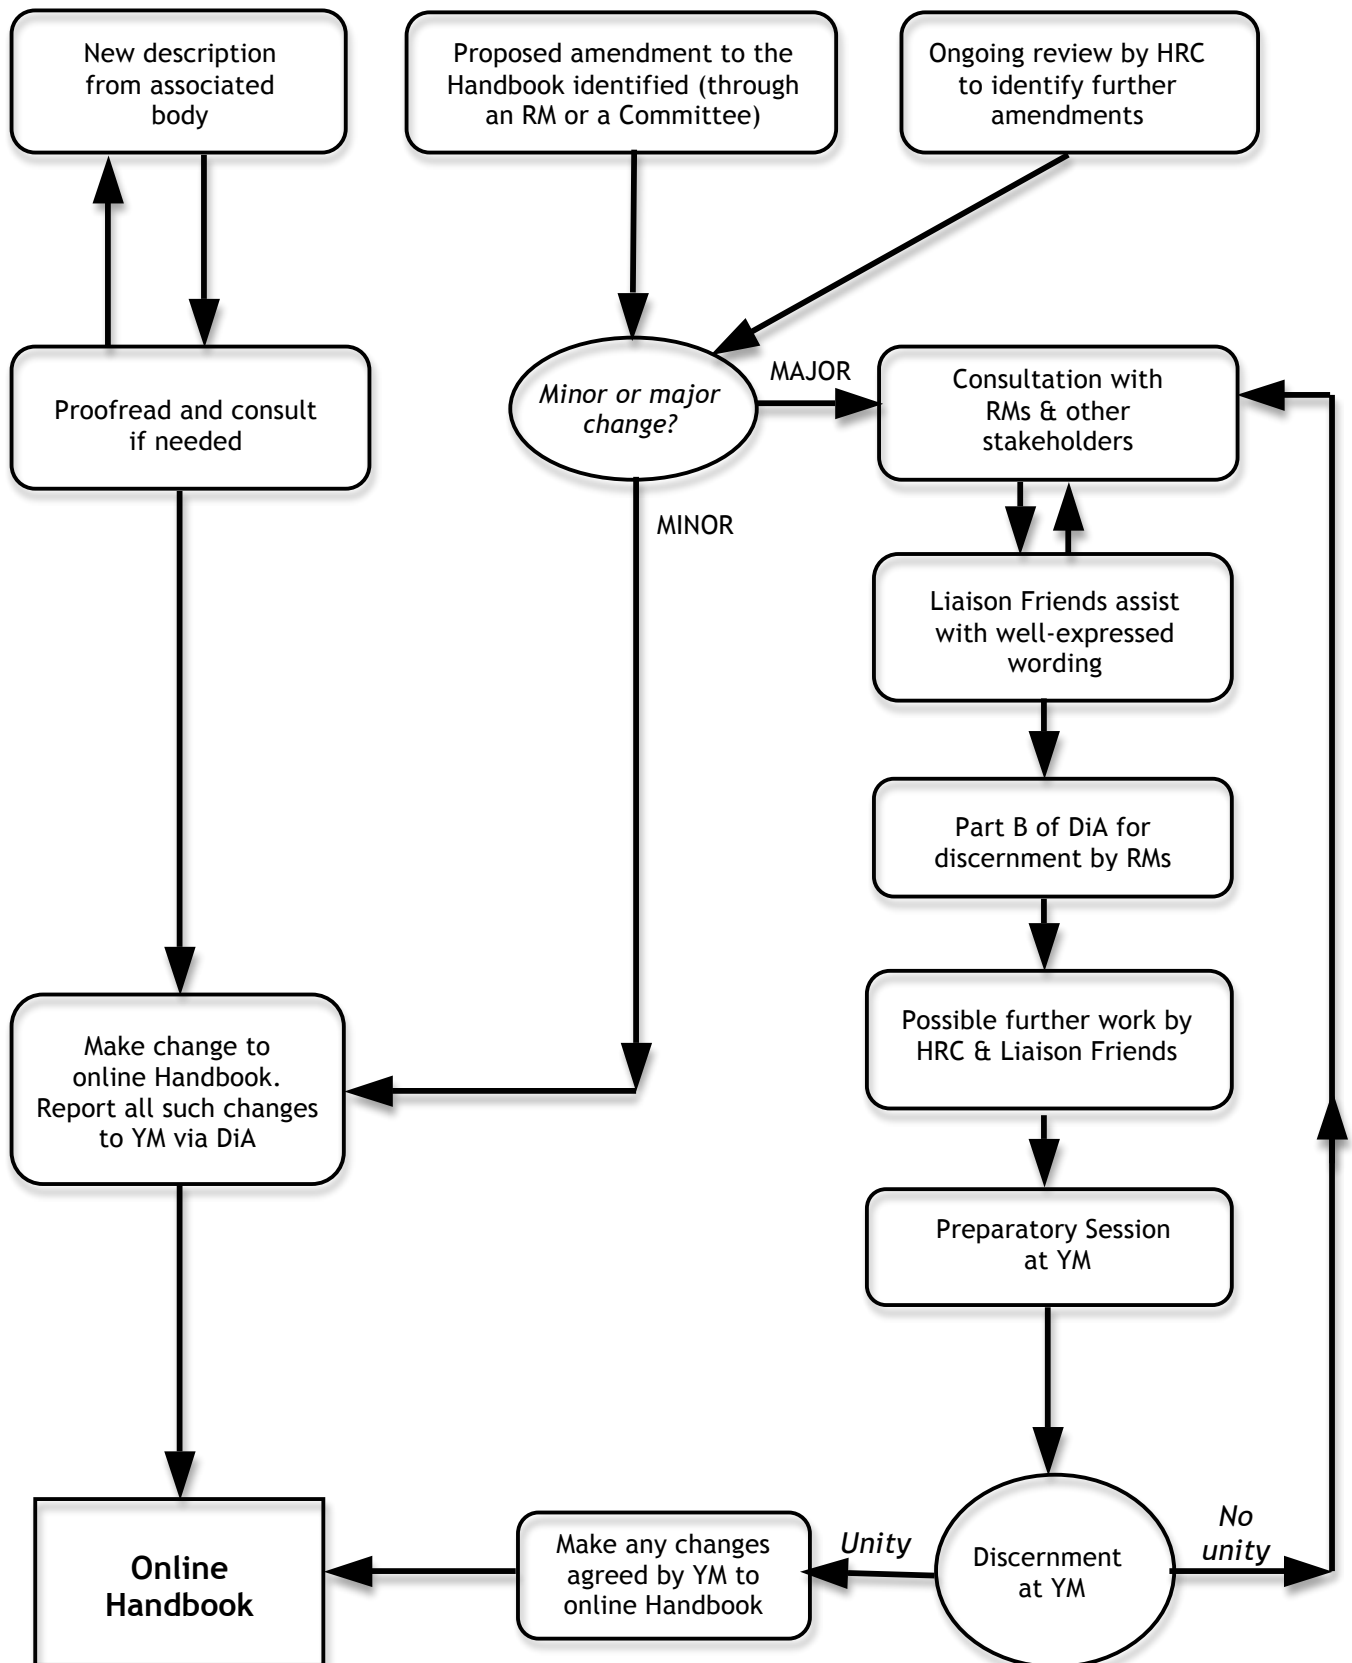 New description
from associated
body
Proposed amendment to the
Handbook identified (through
an RM or a Committee)
Ongoing review by HRC
to identify further
amendments
Proofread and consult
if needed
Minor or major
change?
MAJOR
Consultation with
RMs & other
stakeholders
MINOR
Liaison Friends assist
with well-expressed
wording
Part B of DiA for
discernment by RMs
Possible further work by
HRC & Liaison Friends
Make change to
online Handbook.
Report all such changes
to YM via DiA
Preparatory Session
at YM
Online
Handbook
Make any changes
agreed by YM to
online Handbook
Unity
Discernment
at YM
No
unity